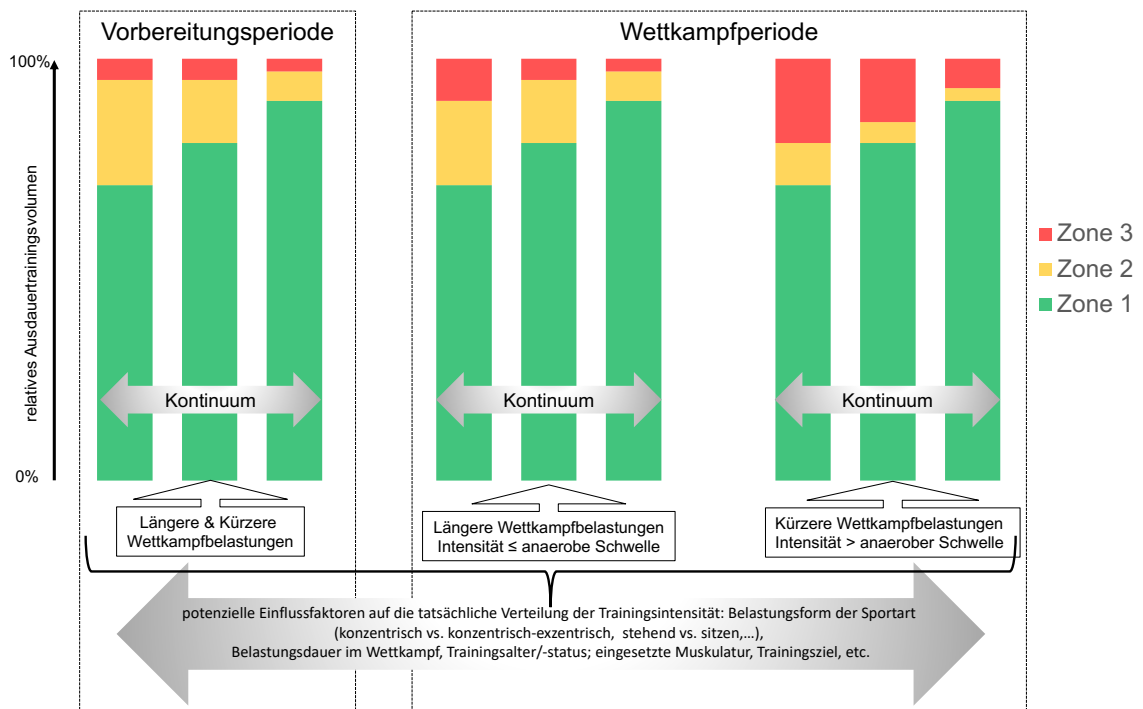 Vorbereitungsperiode
Wettkampfperiode
100%
relatives Ausdauertrainingsvolumen
0%
Zone 3
Zone 2
Zone 1
Kontinuum
Kontinuum
Kontinuum
Längere & Kürzere
Wettkampfbelastungen
Längere Wettkampfbelastungen
Intensität ≤ anaerobe Schwelle
Kürzere Wettkampfbelastungen
Intensität > anaerober Schwelle
potenzielle Einflussfaktoren auf die tatsächliche Verteilung der Trainingsintensität: Belastungsform der Sportart
(konzentrisch vs. konzentrisch-exzentrisch, stehend vs. sitzen,...),
Belastungsdauer im Wettkampf, Trainingsalter/-status; eingesetzte Muskulatur, Trainingsziel, etc.